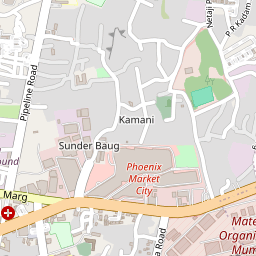 Netaji P
P R Kadam
Pipeline Road
Kamani
Sunder Baug
Phoenix
Market
City
ound
Marg
a Road
Mate
Organi
Mum